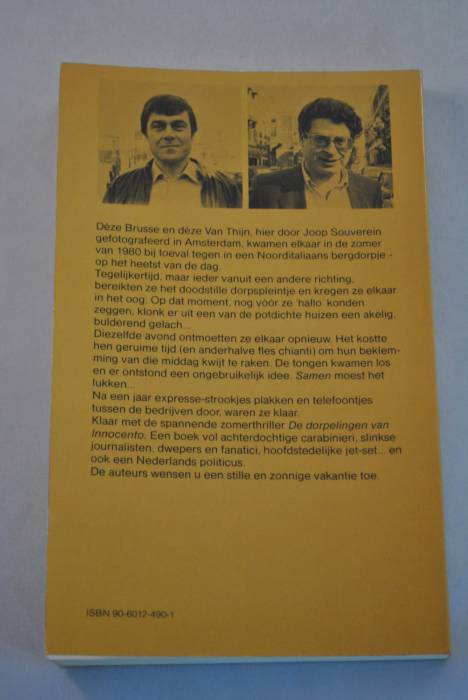 Déze Brusse en déze Van Thijn, hier door Joop Souverein
gefotografeerd in Amsterdam, kwamen elkaar in de zomer
van 1980 bij toeval tegen in een Noorditaliaans bergdorpje -
op het heetst van de dag.
Tegelijkertijd, maar ieder vanuit een andere richting,
bereikten ze het doodstille dorpspleintje en kregen ze elkaar
in het oog. Op dat moment, nog vóór ze 'hallo' konden
zeggen, klonk er uit een van de potdichte huizen een akelig,
bulderend gelach...
Diezelfde avond ontmoetten ze elkaar opnieuw. Het kostte
hen geruime tijd (en anderhalve fles chianti) om hun beklem-
ming van die middag kwijt te raken. De tongen kwamen los
en er ontstond een ongebruikelijk idee. Samen moest het
lukken...
Na een jaar expresse-strookjes plakken en telefoontjes
tussen de bedrijven door, waren ze klaar.
Klaar met de spannende zomerthriller De dorpelingen van
Innocento. Een boek vol achterdochtige carabinieri, slinkse
journalisten, dwepers en fanatici, hoofdstedelijke jet-set... en
ook een Nederlands politicus.
De auteurs wensen u een stille en zonnige vakantie toe.
ISBN 90-6012-490-1